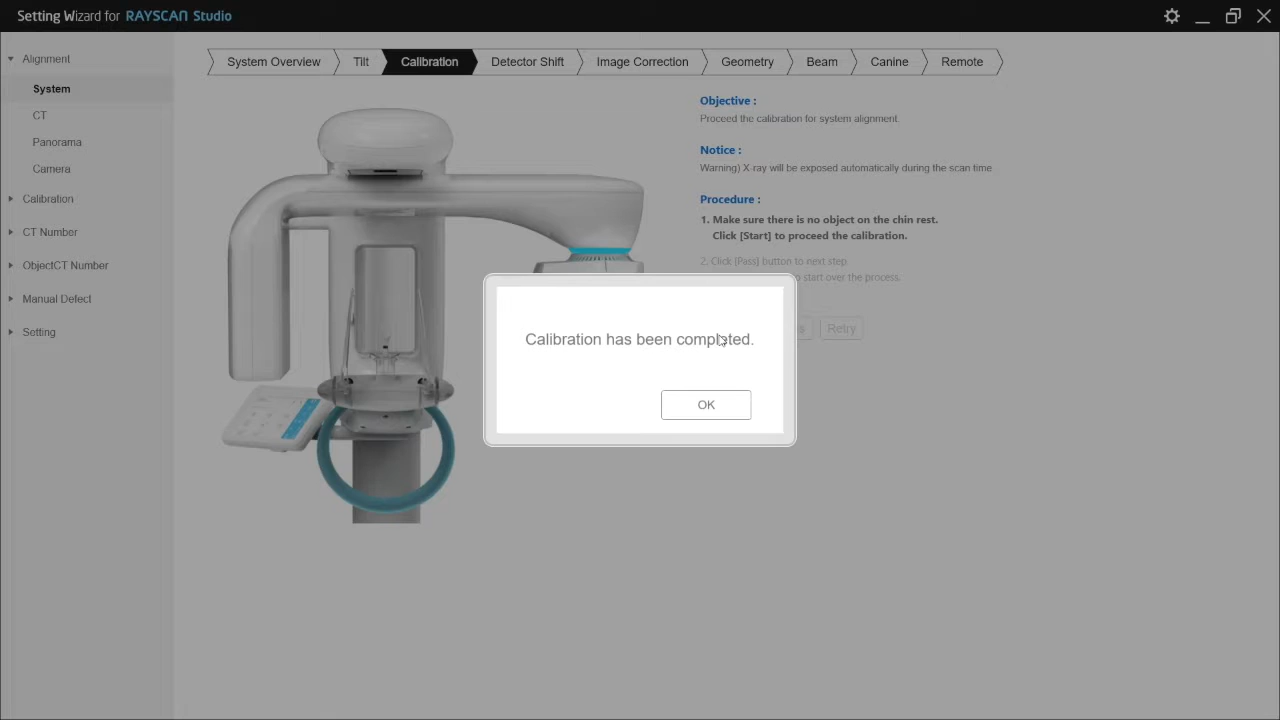 Setting Wizard for RAYSCAN Studio
Alignment
System
CT
Panorama
Camera
Calibration
CT Number
ObjectCT Number
Manual Defect
Setting
System Overview
Tilt
Calibration
Detector Shift
Image Correction
Geometry
Beam
Canine
Remote
Objective :
Proceed the calibration for system alignment.
Notice :
Warning) X-ray will be exposed automatically during the scan time
Procedure :
1. Make sure there is no object on the chin rest.
Click [Start] to proceed the calibration.
2. Click [Pass] button to next step
to start over the process.
Retry
Calibration has been completed.
OK